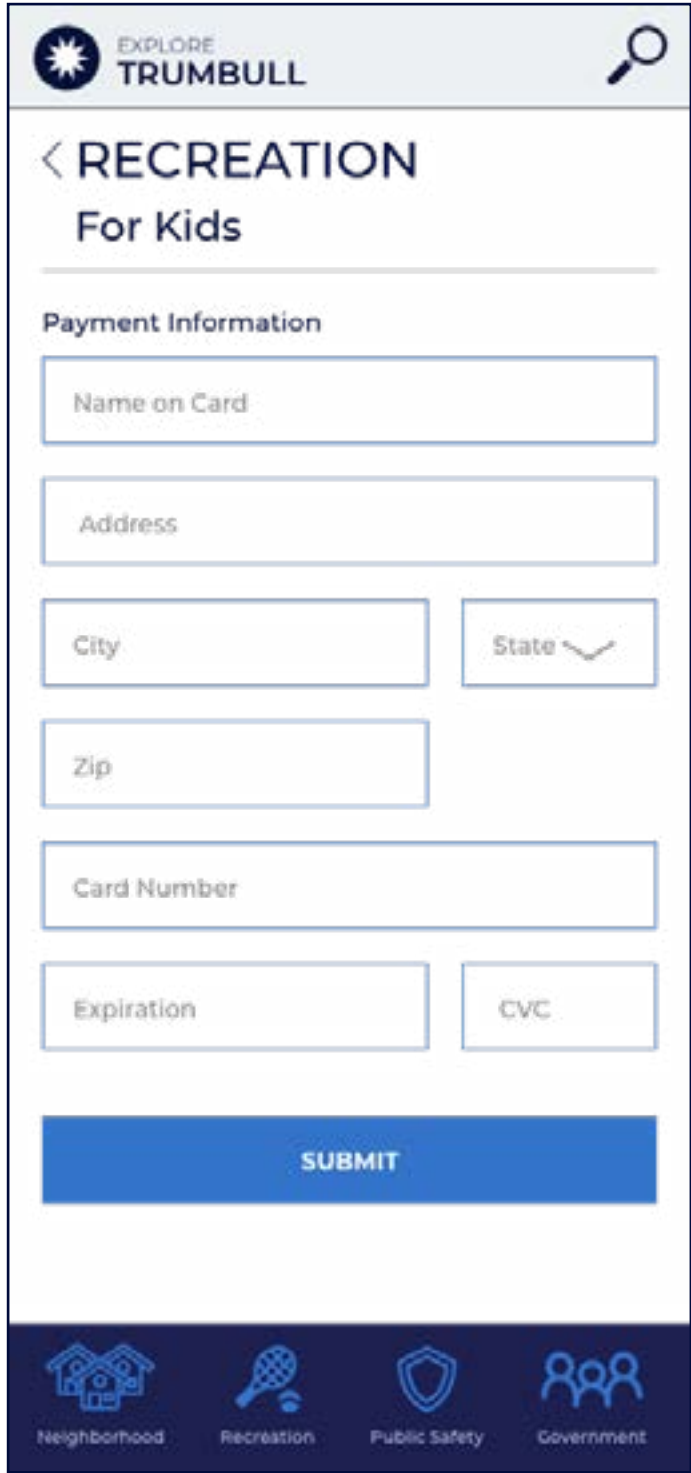 EXPLORE
TRUMBULL
RECREATION
For Kids
Payment Information
Name on Card
Address
City
State
Zip
Card Number
Expiration
CVC
SUBMIT
Neighborhood
Recreation
Public Safety
Government